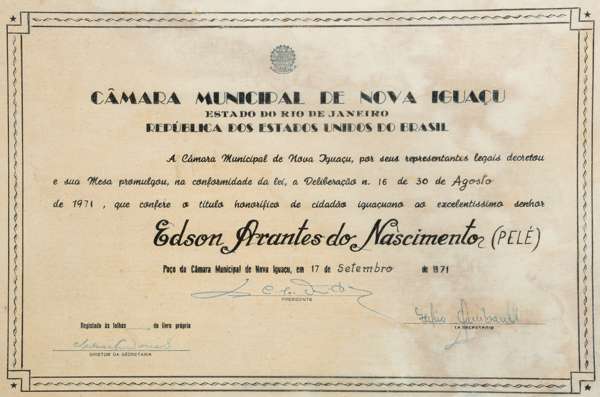 CÂMARA MUNICIPAL DE NOVA IGUAÇU
ESTADO DO RIO DE JANEIRO
REPÚBLICA DOS ESTADOS UNIDOS DO BRASIL
A Câmara Municipal de Nova Iguaçu, por seus representantes legais decretou
e sua Mesa promulgou, na conformidade da lei, a Deliberação n. 16 de 30 de Agosto
de 1971, que confere o título honorífico de cidadão iguaçuano ao excelentíssimo senhor
Edson Arantes do Nascimento (PELÉ)
Paço da Câmara Municipal de Nova Iguaçu, em 17 de Setembro de 1971
PRESIDENTE
1a SECRETARIO
Registado às folhas do livro próprio
DIRETOR DA SECRETARIA